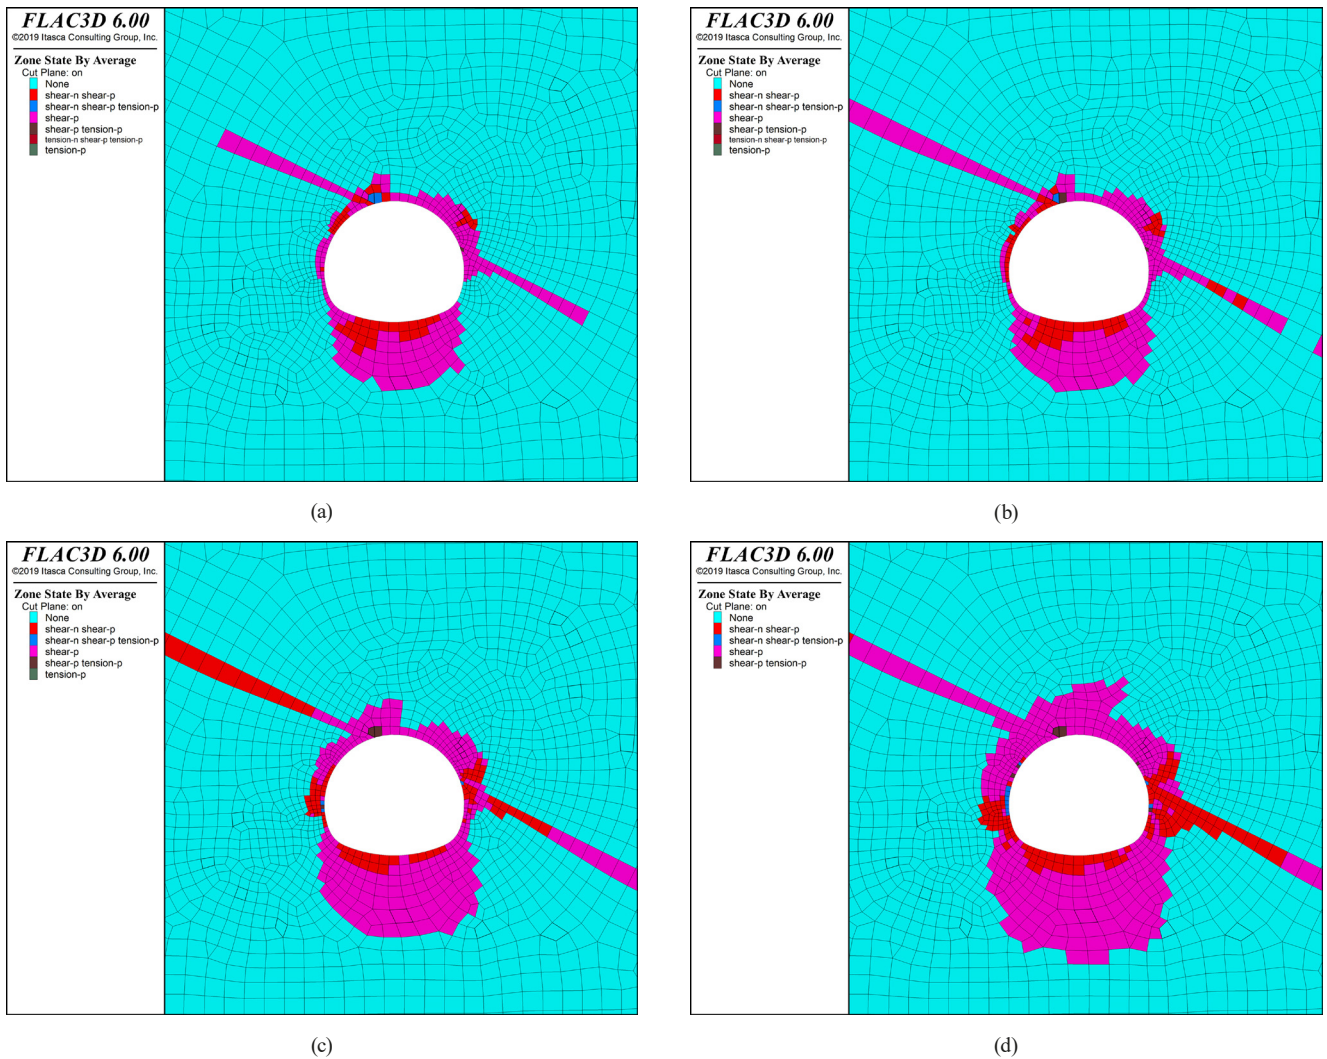 FLAC3D 6.00
©2019 Itasca Consulting Group, Inc.
Zone State By Average
Cut Plane: on
None
shear-n shear-p
shear-n shear-p tension-p
shear-p
shear-p tension-p
tension-n shear-p tension-p
tension-p
(a)
FLAC3D 6.00
©2019 Itasca Consulting Group, Inc.
Zone State By Average
Cut Plane: on
None
shear-n shear-p
shear-n shear-p tension-p
shear-p
shear-p tension-p
tension-n shear-p tension-p
tension-p
(b)
FLAC3D 6.00
©2019 Itasca Consulting Group, Inc.
Zone State By Average
Cut Plane: on
None
shear-n shear-p
shear-n shear-p tension-p
shear-p
shear-p tension-p
tension-p
(c)
FLAC3D 6.00
©2019 Itasca Consulting Group, Inc.
Zone State By Average
Cut Plane: on
None
shear-n shear-p
shear-n shear-p tension-p
shear-p
shear-p tension-p
(d)